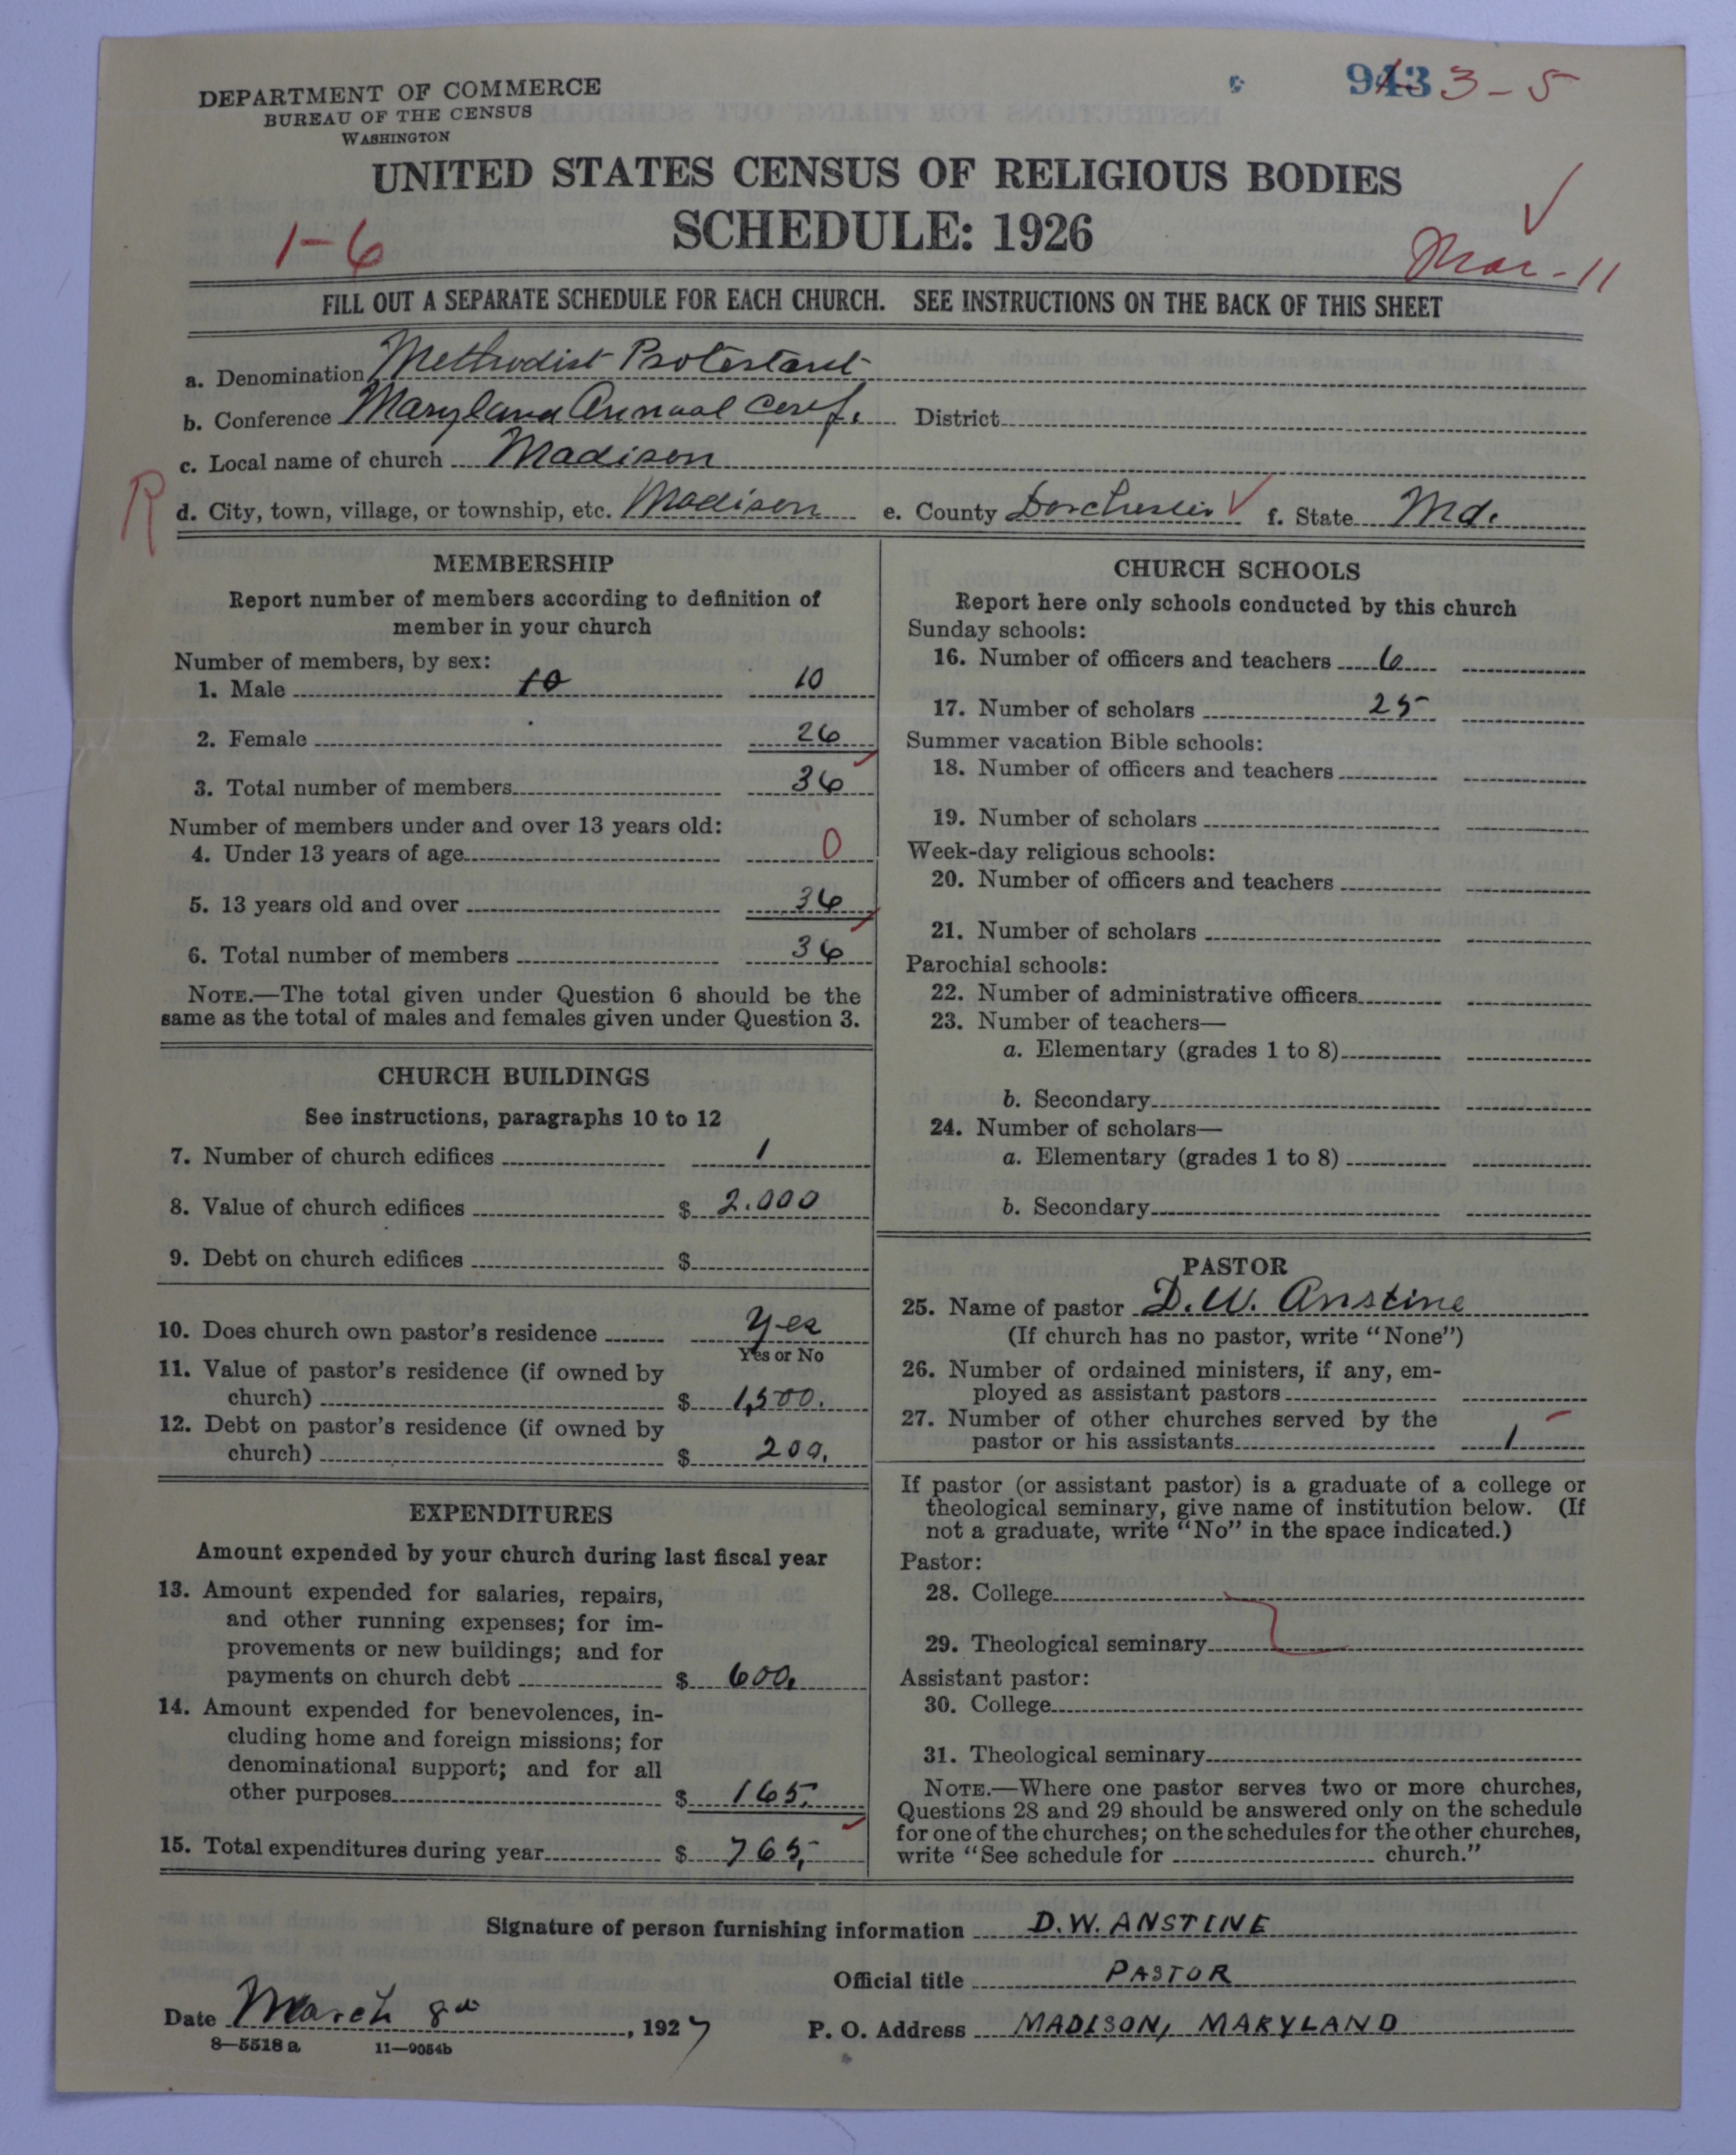 DEPARTMENT OF COMMERCE
BUREAU OF THE CENSUS
WASHINGTON
943 3-5
UNITED STATES CENSUS OF RELIGIOUS BODIES
SCHEDULE: 1926
1-6
Mar-11
FILL OUT A SEPARATE SCHEDULE FOR EACH CHURCH. SEE INSTRUCTIONS ON THE BACK OF THIS SHEET
a. Denomination Methodist Protestant
b. Conference Maryland Annual Conf. District
c. Local name of church Madison
R
d. City, town, village, or township, etc. Madison e. County Dorchester f. State Md.
MEMBERSHIP
Report number of members according to definition of
member in your church
Number of members, by sex:
1. Male 10 10
2. Female 26
3. Total number of members 36
Number of members under and over 13 years old:
4. Under 13 years of age 0
5. 13 years old and over 36
6. Total number of members 36
NOTE.—The total given under Question 6 should be the
same as the total of males and females given under Question 3.
CHURCH BUILDINGS
See instructions, paragraphs 10 to 12
7. Number of church edifices 1
8. Value of church edifices $ 2.000
9. Debt on church edifices $
10. Does church own pastor's residence Yes
Yes or No
11. Value of pastor's residence (if owned by
church) $ 1,500.
12. Debt on pastor's residence (if owned by
church) $ 200.
EXPENDITURES
Amount expended by your church during last fiscal year
13. Amount expended for salaries, repairs,
and other running expenses; for im-
provements or new buildings; and for
payments on church debt $ 600.
14. Amount expended for benevolences, in-
cluding home and foreign missions; for
denominational support; and for all
other purposes $ 165.
15. Total expenditures during year $ 765.
CHURCH SCHOOLS
Report here only schools conducted by this church
Sunday schools:
16. Number of officers and teachers 6
17. Number of scholars 25
Summer vacation Bible schools:
18. Number of officers and teachers
19. Number of scholars
Week-day religious schools:
20. Number of officers and teachers
21. Number of scholars
Parochial schools:
22. Number of administrative officers
23. Number of teachers—
a. Elementary (grades 1 to 8)
b. Secondary
24. Number of scholars—
a. Elementary (grades 1 to 8)
b. Secondary
PASTOR
25. Name of pastor D. W. Anstine
(If church has no pastor, write "None")
26. Number of ordained ministers, if any, em-
ployed as assistant pastors
27. Number of other churches served by the
pastor or his assistants 1
If pastor (or assistant pastor) is a graduate of a college or
theological seminary, give name of institution below. (If
not a graduate, write "No" in the space indicated.)
Pastor:
28. College
29. Theological seminary
Assistant pastor:
30. College
31. Theological seminary
NOTE.—Where one pastor serves two or more churches,
Questions 28 and 29 should be answered only on the schedule
for one of the churches; on the schedules for the other churches,
write "See schedule for church."
Signature of person furnishing information D.W. ANSTINE
Official title PASTOR
Date March 8th, 1927 P. O. Address MADISON, MARYLAND
8—5518 a 11—9054b